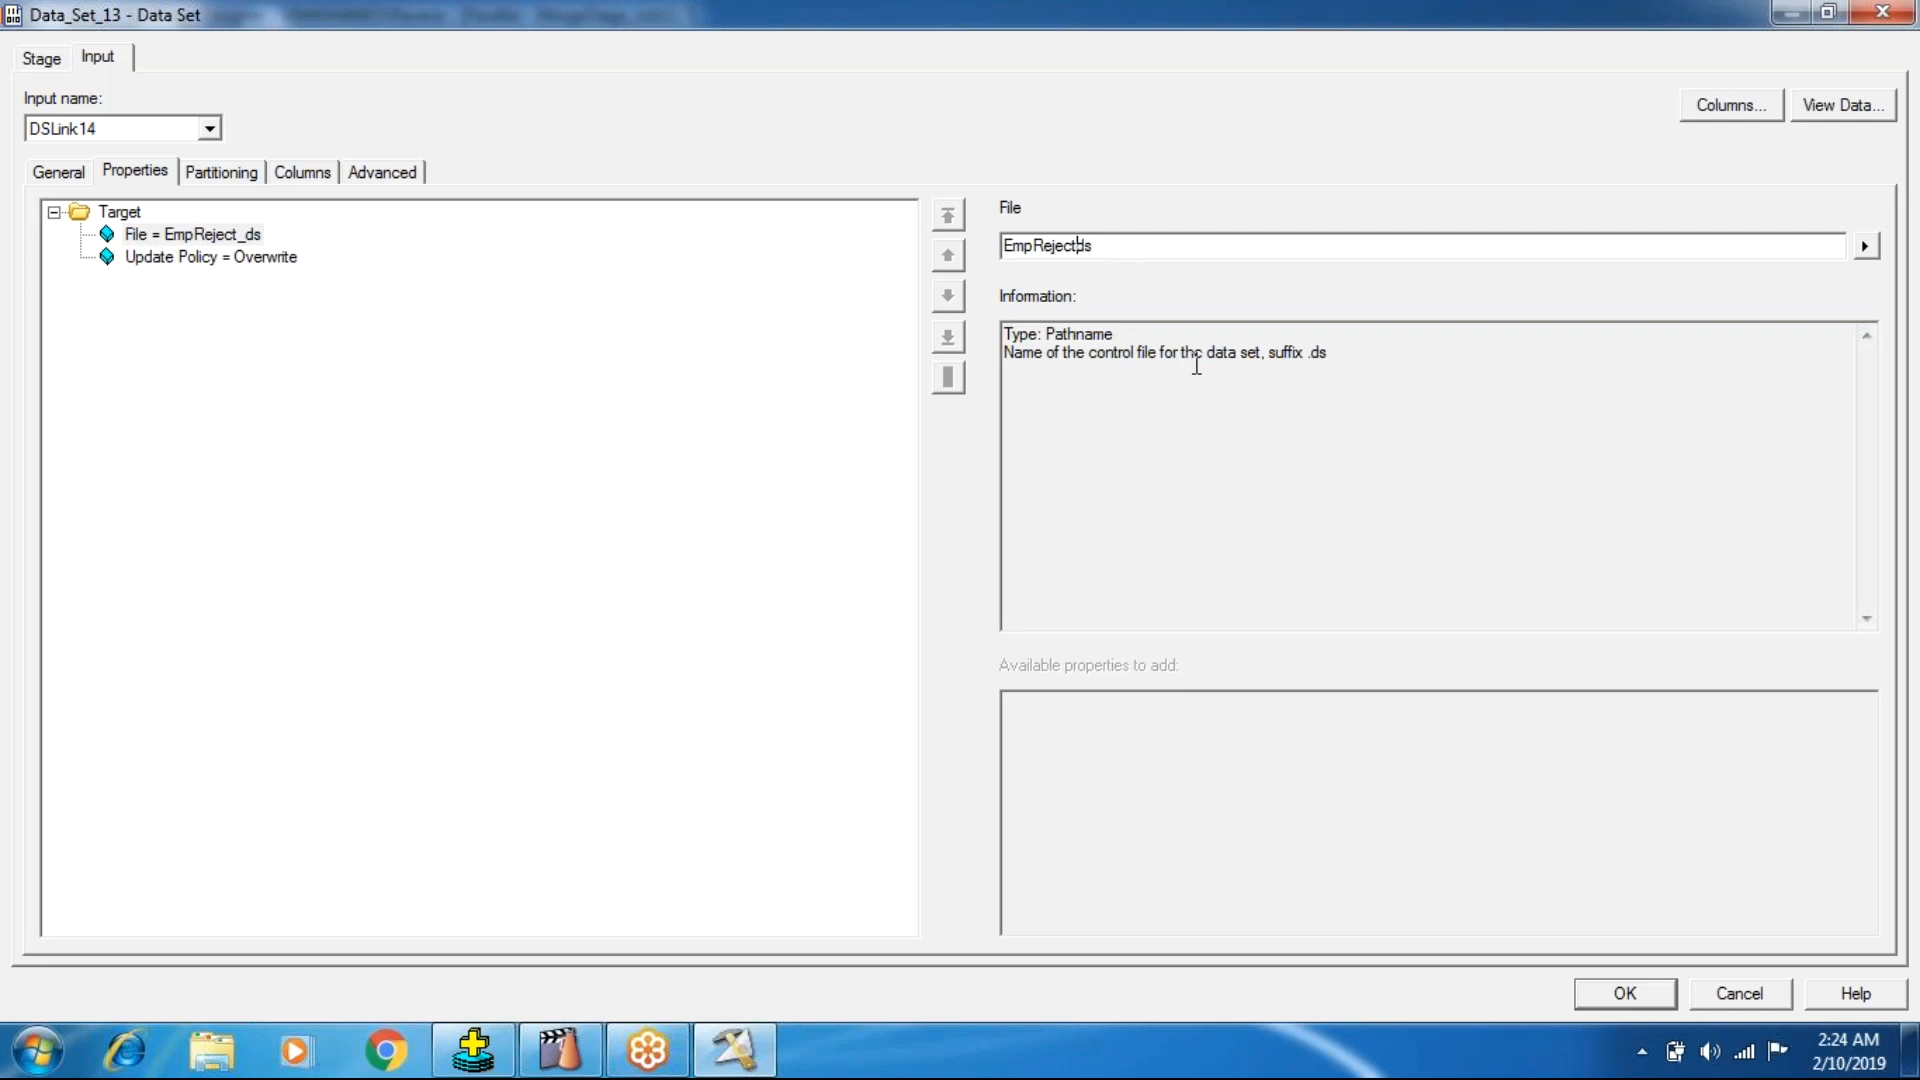 Data_Set_13 - Data Set
Stage
Input
Input name:
DSLink14
Columns...
View Data...
General
Properties
Partitioning
Columns
Advanced
Target
File = EmpReject_ds
Update Policy = Overwrite
File
EmpRejectds
Information:
Type: Pathname
Name of the control file for the data set, suffix .ds
Available properties to add:
OK
Cancel
Help
2:24 AM
2/10/2019